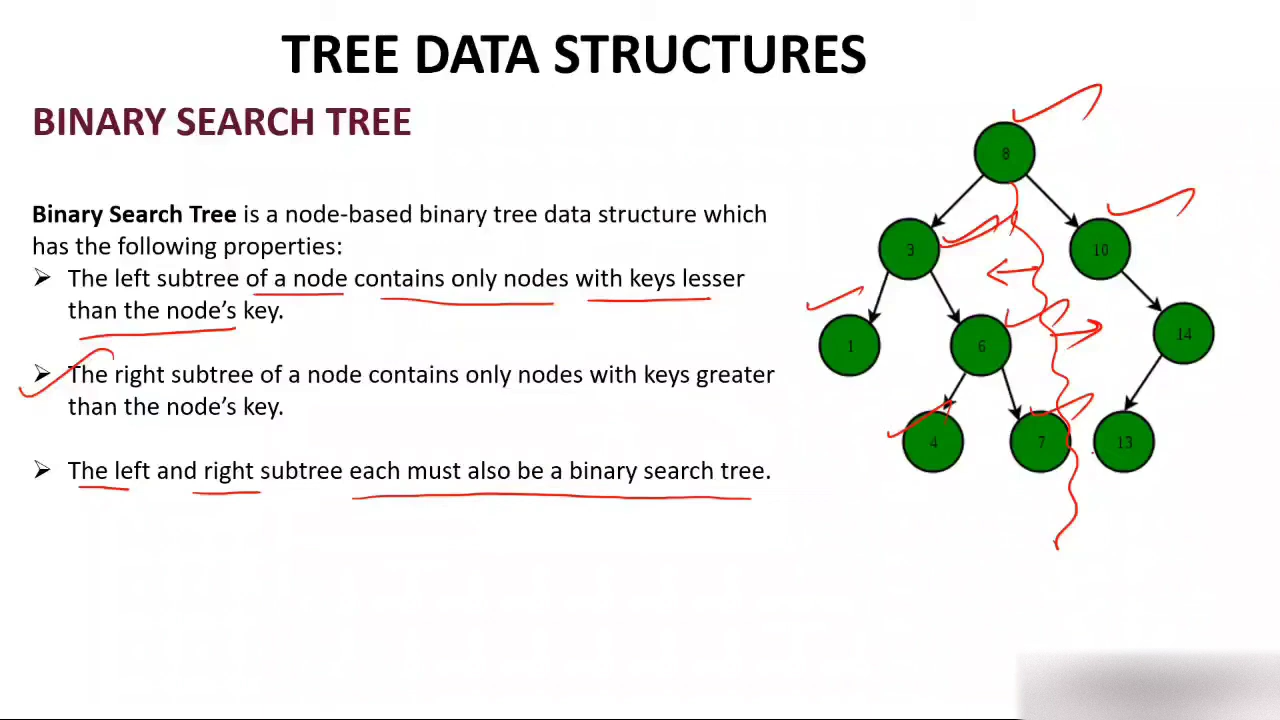 TREE DATA STRUCTURES
BINARY SEARCH TREE
Binary Search Tree is a node-based binary tree data structure which
has the following properties:
➢ The left subtree of a node contains only nodes with keys lesser
than the node’s key.
➢ The right subtree of a node contains only nodes with keys greater
than the node’s key.
➢ The left and right subtree each must also be a binary search tree.
8
3
10
1
6
14
4
7
13